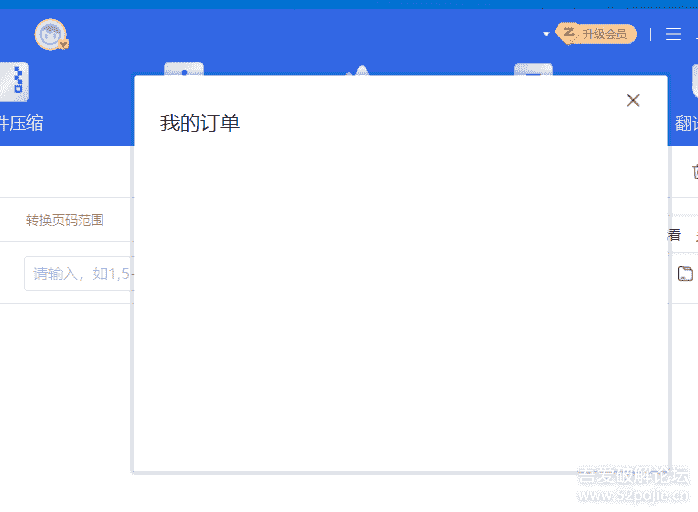 升级会员
件压缩
翻译
我的订单
转换页码范围
看
请输入，如1,5-
吾爱破解论坛
www.52pojie.cn